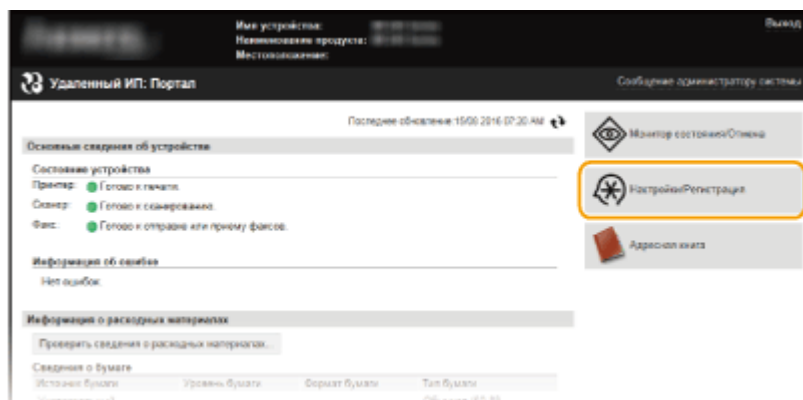 Имя устройства:
Наименование продукта:
Местоположение:
Выход
Удаленный ИП: Портал
Сообщение администратору системы
Последнее обновление: 15/06 2016 07:20 AM
Основные сведения об устройстве
Состояние устройства
Принтер: Готово к печати.
Сканер: Готово к сканированию.
Факс: Готово к отправке или приему факсов.
Информация об ошибке
Нет ошибок.
Информация о расходных материалах
Проверить сведения о расходных материалах...
Сведения о бумаге
Источник бумаги Уровень бумаги Формат бумаги Тип бумаги
Монитор состояния/Отмена
Настройки/Регистрация
Адресная книга